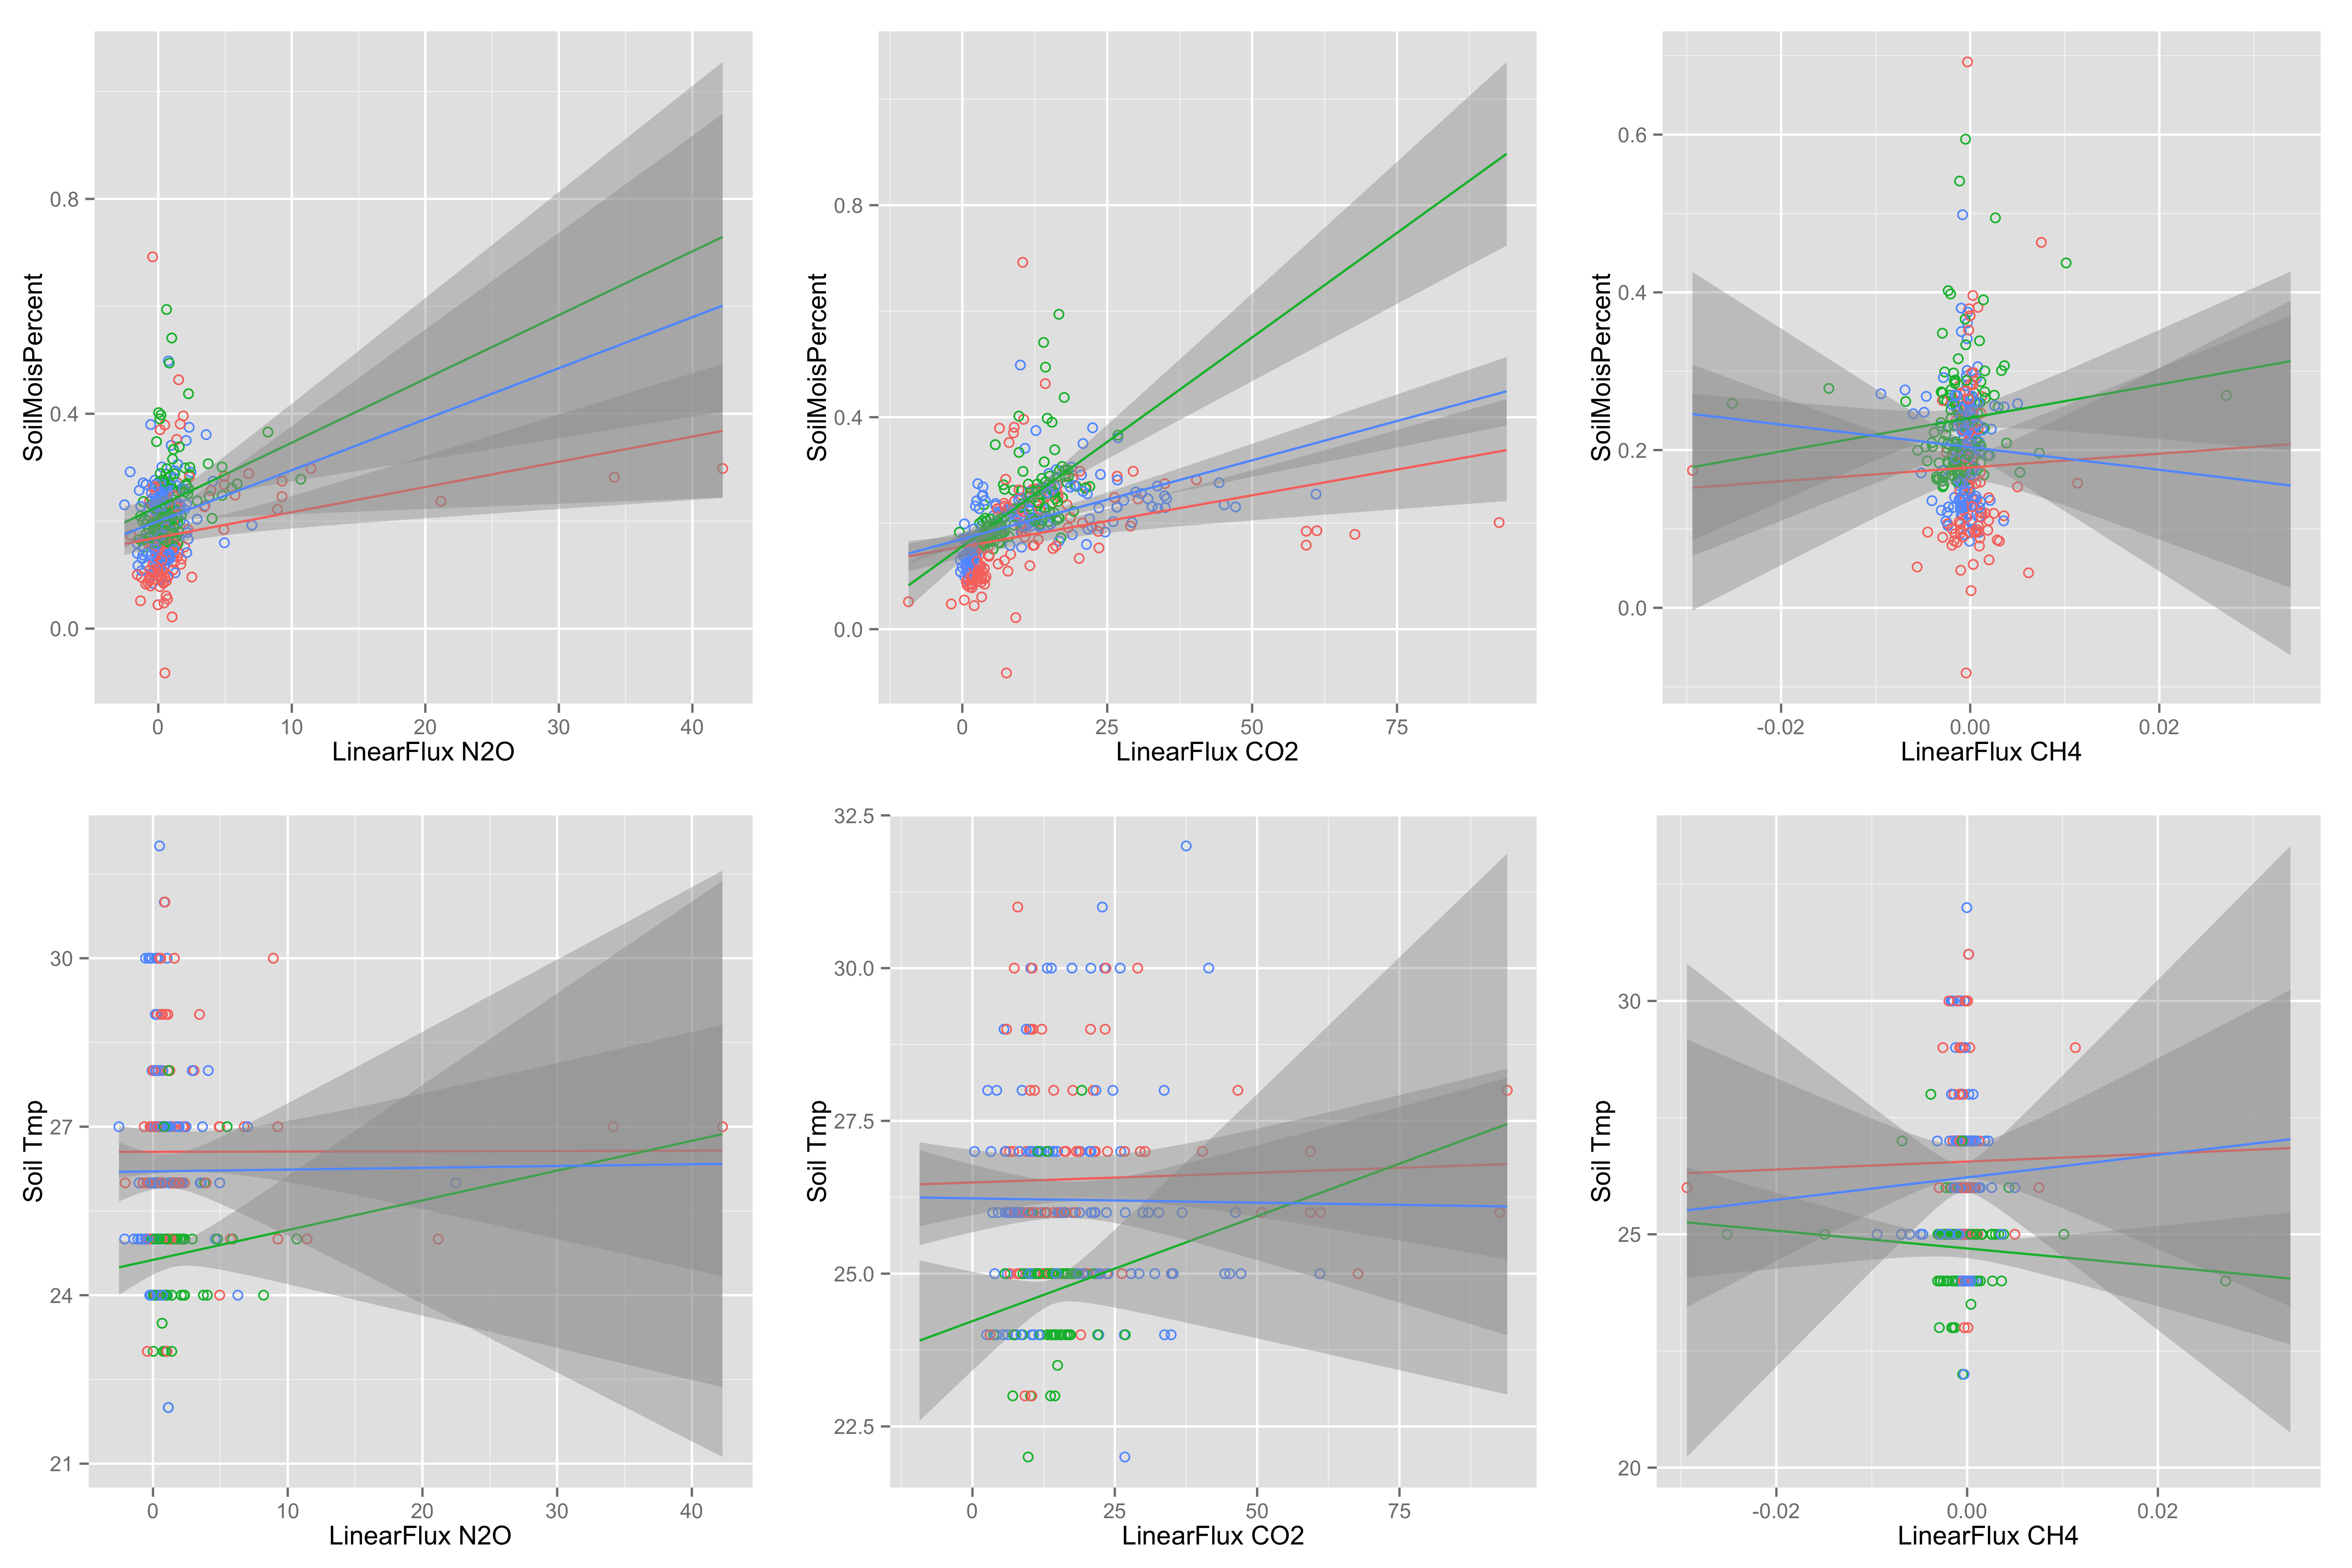 SoilMoisPercent
0.8
0.4
0.0
0 10 20 30 40
LinearFlux N2O
SoilMoisPercent
0.8
0.4
0.0
0 25 50 75
LinearFlux CO2
SoilMoisPercent
0.6
0.4
0.2
0.0
-0.02 0.00 0.02
LinearFlux CH4
Soil Tmp
30
27
24
21
0 10 20 30 40
LinearFlux N2O
Soil Tmp
32.5
30.0
27.5
25.0
22.5
0 25 50 75
LinearFlux CO2
Soil Tmp
30
25
20
-0.02 0.00 0.02
LinearFlux CH4